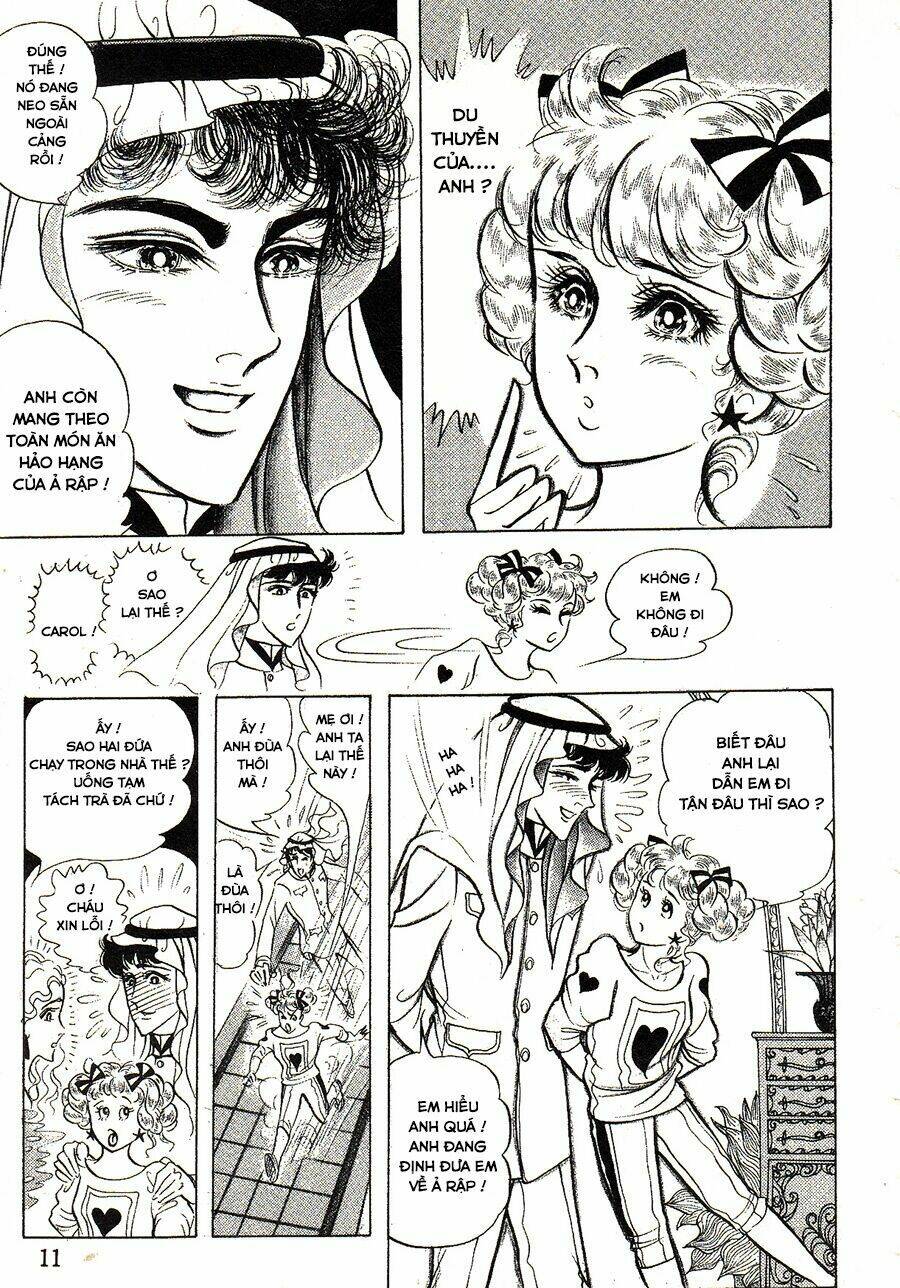 DU
THUYỀN
CỦA....
ANH ?
ĐÚNG
THẾ !
NÓ ĐANG
NEO SẴN
NGOÀI
CẢNG
RỒI !
ANH CÒN
MANG THEO
TOÀN MÓN ĂN
HẢO HẠNG
CỦA Ả RẬP !
KHÔNG !
EM
KHÔNG ĐI
ĐÂU !
Ơ
SAO
LẠI THẾ ?
CAROL !
BIẾT ĐÂU
ANH LẠI
DẪN EM ĐI
TẬN ĐÂU THÌ SAO ?
HA
HA
HA !
EM HIỂU
ANH QUÁ !
ANH ĐANG
ĐỊNH ĐƯA EM
VỀ Ả RẬP !
MẸ ƠI !
ANH TA
LẠI THẾ
NÀY !
ẤY !
ANH ĐÙA
THÔI
MÀ !
LÀ
ĐÙA
THÔI !
ẤY !
SAO HAI ĐỨA
CHẠY TRONG NHÀ THẾ ?
UỐNG TẠM
TÁCH TRÀ ĐÃ CHỨ !
Ơ !
CHÁU
XIN LỖI !
11